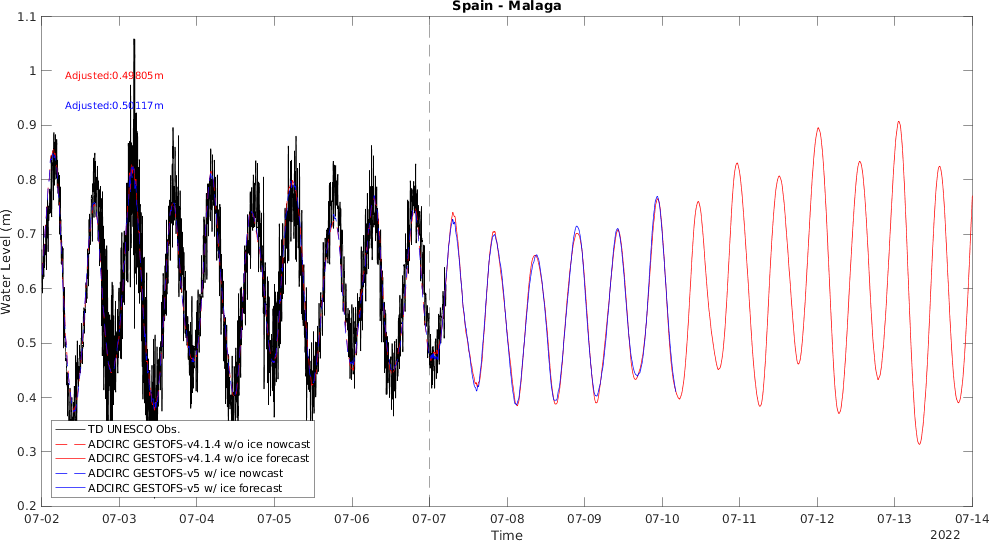 Spain - Malaga
1.1
1
0.9
0.8
0.7
0.6
0.5
0.4
0.3
0.2
Water Level (m)
Adjusted:0.49805m
Adjusted:0.50117m
TD UNESCO Obs.
ADCIRC GESTOFS-v4.1.4 w/o ice nowcast
ADCIRC GESTOFS-v4.1.4 w/o ice forecast
ADCIRC GESTOFS-v5 w/ ice nowcast
ADCIRC GESTOFS-v5 w/ ice forecast
07-02 07-03 07-04 07-05 07-06 07-07 07-08 07-09 07-10 07-11 07-12 07-13 07-14
Time
2022